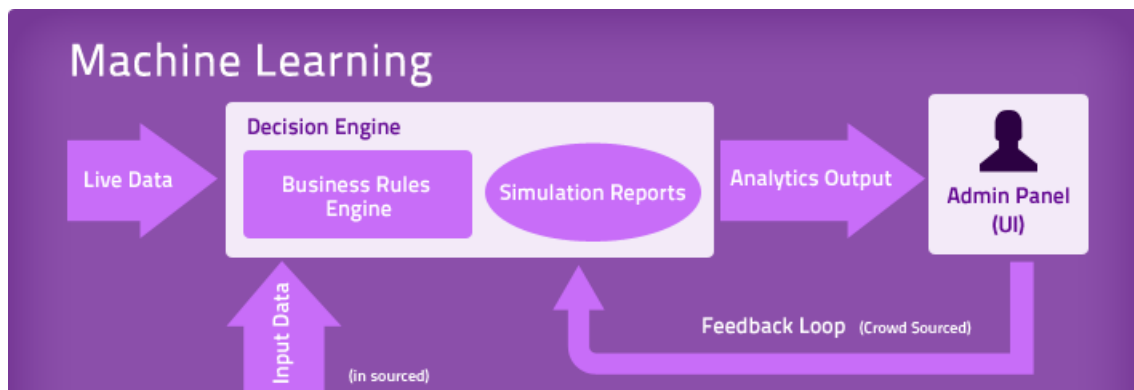 Machine Learning
Decision Engine
Live Data
Business Rules
Engine
Simulation Reports
Analytics Output
Admin Panel
(UI)
Input Data
(in sourced)
Feedback Loop (Crowd Sourced)